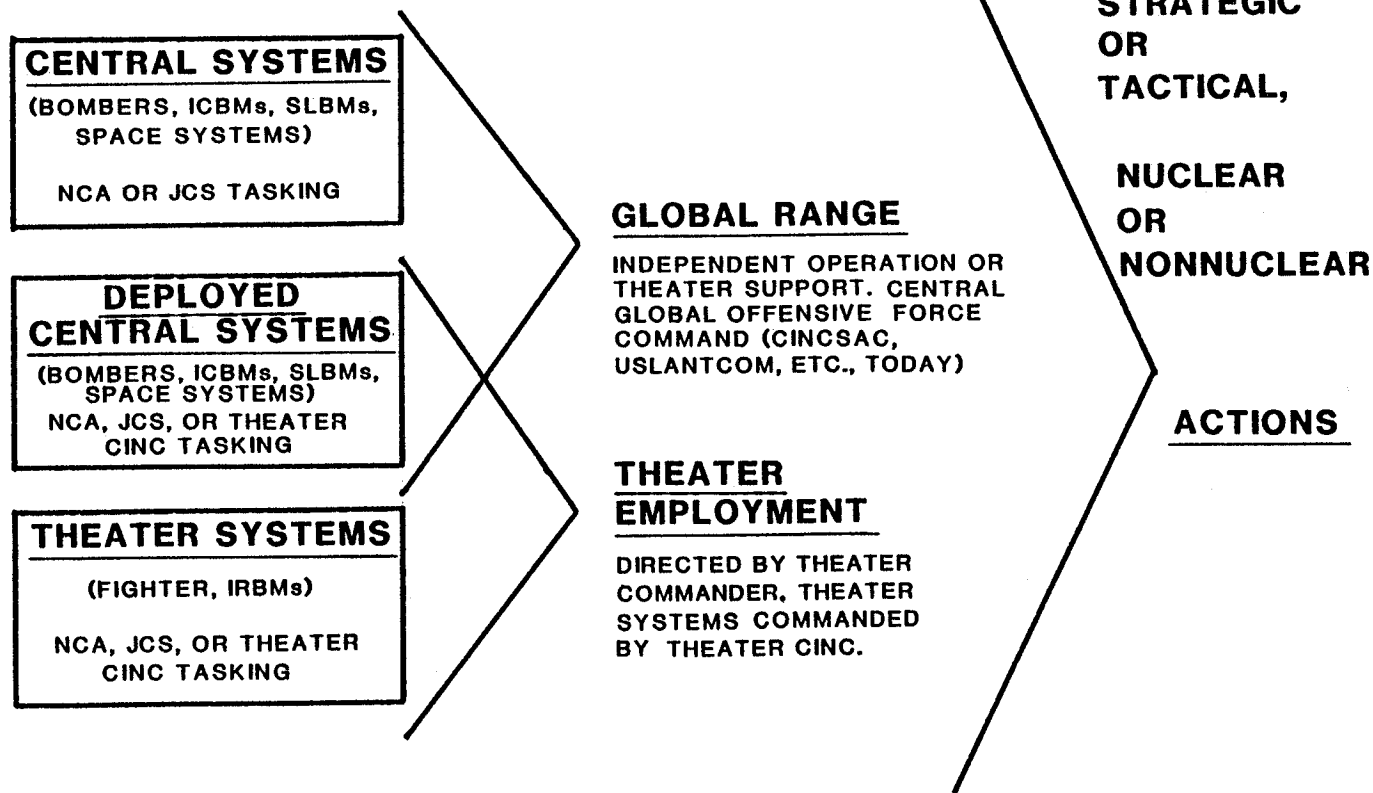 CENTRAL SYSTEMS
(BOMBERS, ICBMs, SLBMs,
SPACE SYSTEMS)
NCA OR JCS TASKING
DEPLOYED
CENTRAL SYSTEMS
(BOMBERS, ICBMs, SLBMs,
SPACE SYSTEMS)
NCA, JCS, OR THEATER
CINC TASKING
THEATER SYSTEMS
(FIGHTER, IRBMs)
NCA, JCS, OR THEATER
CINC TASKING
GLOBAL RANGE
INDEPENDENT OPERATION OR
THEATER SUPPORT. CENTRAL
GLOBAL OFFENSIVE FORCE
COMMAND (CINCSAC,
USLANTCOM, ETC., TODAY)
THEATER
EMPLOYMENT
DIRECTED BY THEATER
COMMANDER, THEATER
SYSTEMS COMMANDED
BY THEATER CINC.
STRATEGIC
OR
TACTICAL,
NUCLEAR
OR
NONNUCLEAR
ACTIONS